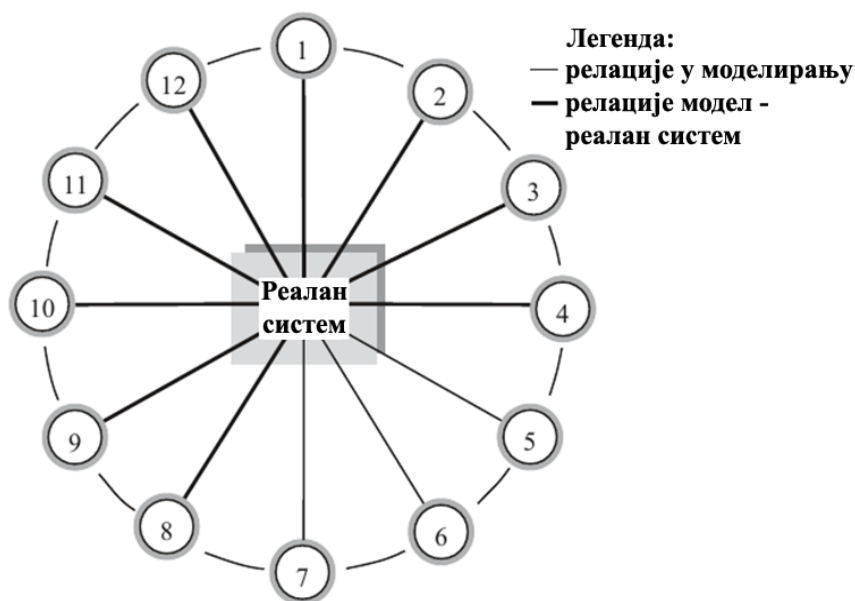 Легенда:
релације у моделирању
релације модел -
реалан систем
1
2
3
4
5
6
7
8
9
10
11
12
Реалан
систем